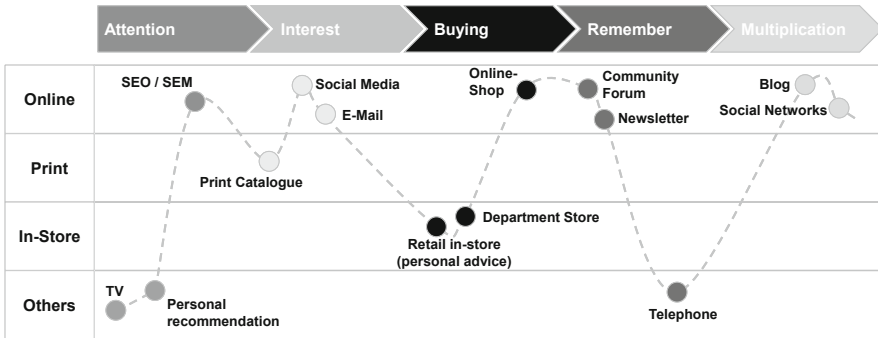 Attention
Interest
Buying
Remember
Multiplication
Online
SEO / SEM
Social Media
E-Mail
Online-
Shop
Community
Forum
Newsletter
Blog
Social Networks
Print
Print Catalogue
In-Store
Department Store
Retail in-store
(personal advice)
Others
TV
Personal
recommendation
Telephone